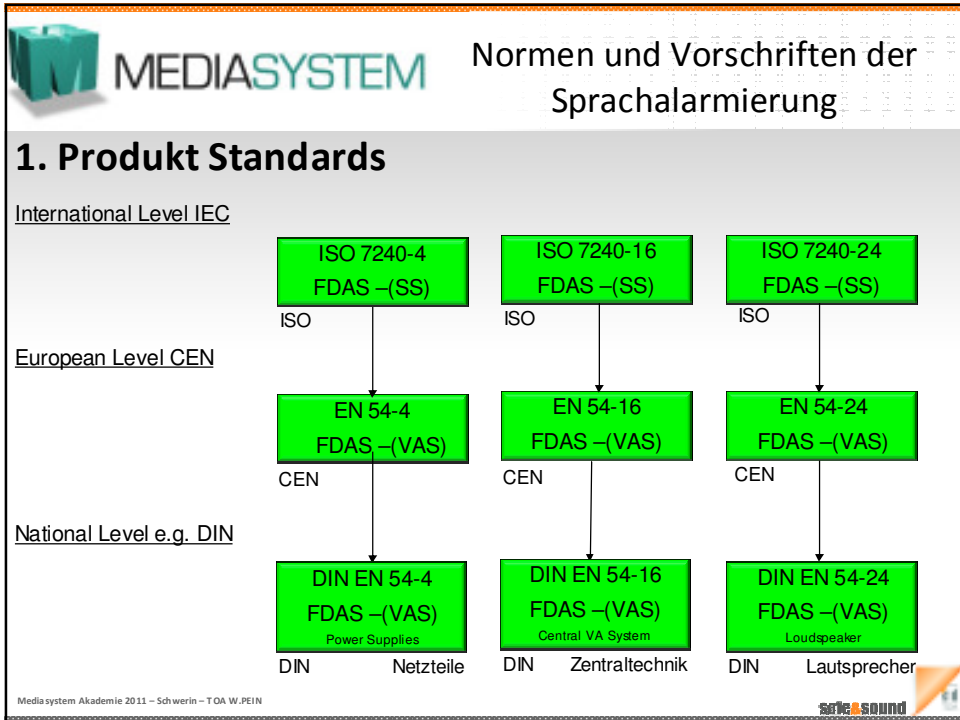 MEDIASYSTEM
Normen und Vorschriften der
Sprachalarmierung
1. Produkt Standards
International Level IEC
ISO 7240-4
FDAS –(SS)
ISO
ISO 7240-16
FDAS –(SS)
ISO
ISO 7240-24
FDAS –(SS)
ISO
European Level CEN
EN 54-4
FDAS –(VAS)
CEN
EN 54-16
FDAS –(VAS)
CEN
EN 54-24
FDAS –(VAS)
CEN
National Level e.g. DIN
DIN EN 54-4
FDAS –(VAS)
Power Supplies
DIN Netzteile
DIN EN 54-16
FDAS –(VAS)
Central VA System
DIN Zentraltechnik
DIN EN 54-24
FDAS –(VAS)
Loudspeaker
DIN Lautsprecher
Mediasystem Akademie 2011 – Schwerin – TOA W.PEIN
safe&sound